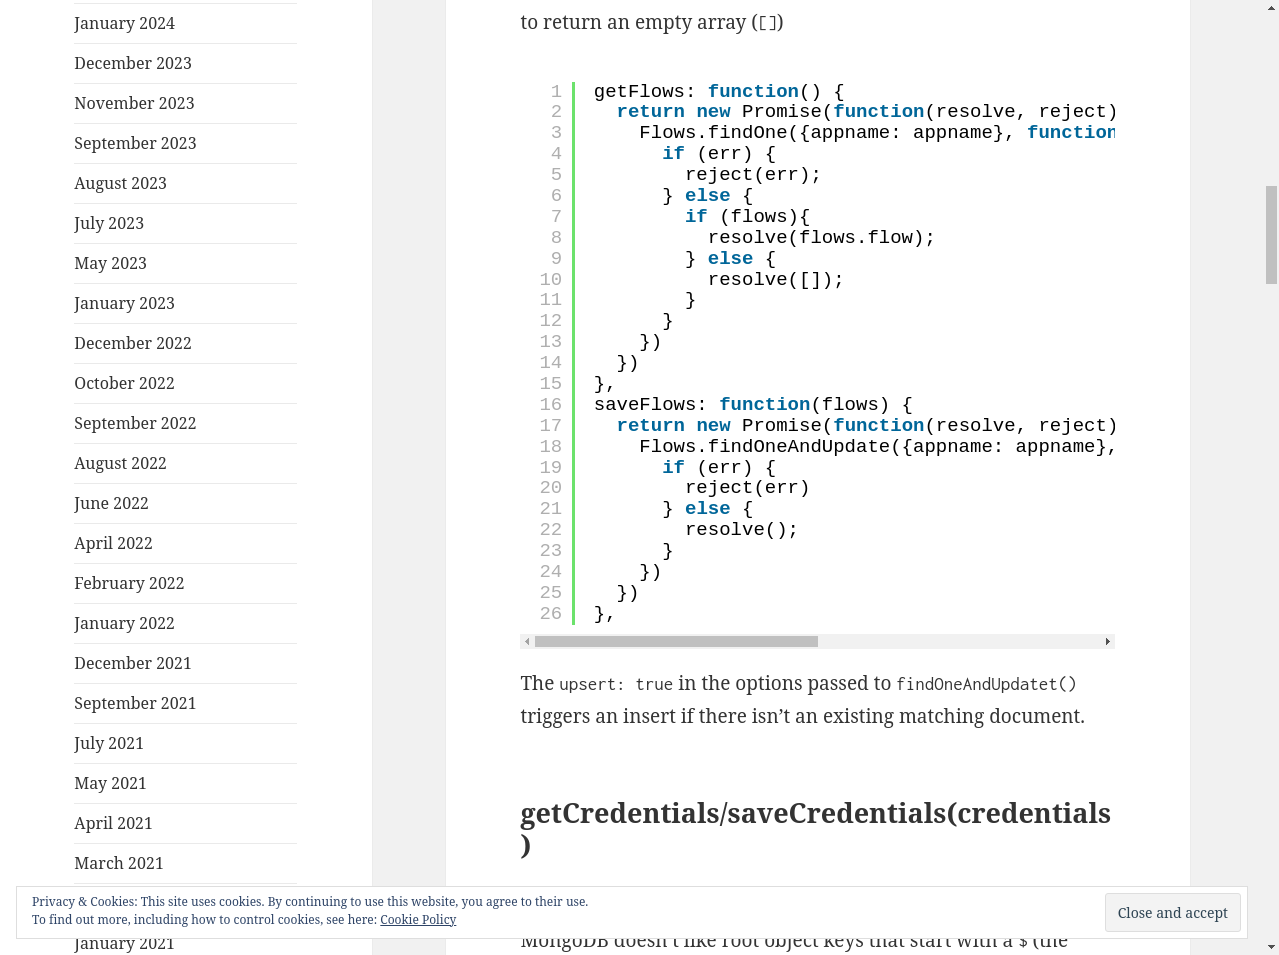 January 2024
December 2023
November 2023
September 2023
August 2023
July 2023
May 2023
January 2023
December 2022
October 2022
September 2022
August 2022
June 2022
April 2022
February 2022
January 2022
December 2021
September 2021
July 2021
May 2021
April 2021
March 2021
January 2021
to return an empty array ([])
1 getFlows: function() {
2   return new Promise(function(resolve, reject)
3     Flows.findOne({appname: appname}, function
4       if (err) {
5         reject(err);
6       } else {
7         if (flows){
8           resolve(flows.flow);
9         } else {
10           resolve([]);
11         }
12       }
13     })
14   })
15 },
16 saveFlows: function(flows) {
17   return new Promise(function(resolve, reject)
18     Flows.findOneAndUpdate({appname: appname},
19       if (err) {
20         reject(err)
21       } else {
22         resolve();
23       }
24     })
25   })
26 },
The upsert: true in the options passed to findOneAndUpdatet()
triggers an insert if there isn’t an existing matching document.
getCredentials/saveCredentials(credentials
)
MongoDB doesn’t like root object keys that start with a $ (the
Privacy & Cookies: This site uses cookies. By continuing to use this website, you agree to their use.
To find out more, including how to control cookies, see here: Cookie Policy
Close and accept